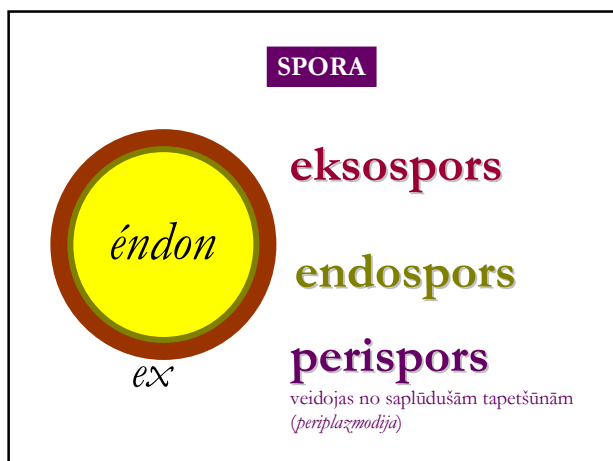 SPORA
éndon
ex
eksospors
endospors
perispors
veidojas no saplūdušām tapetšūnām
(periplazmodija)